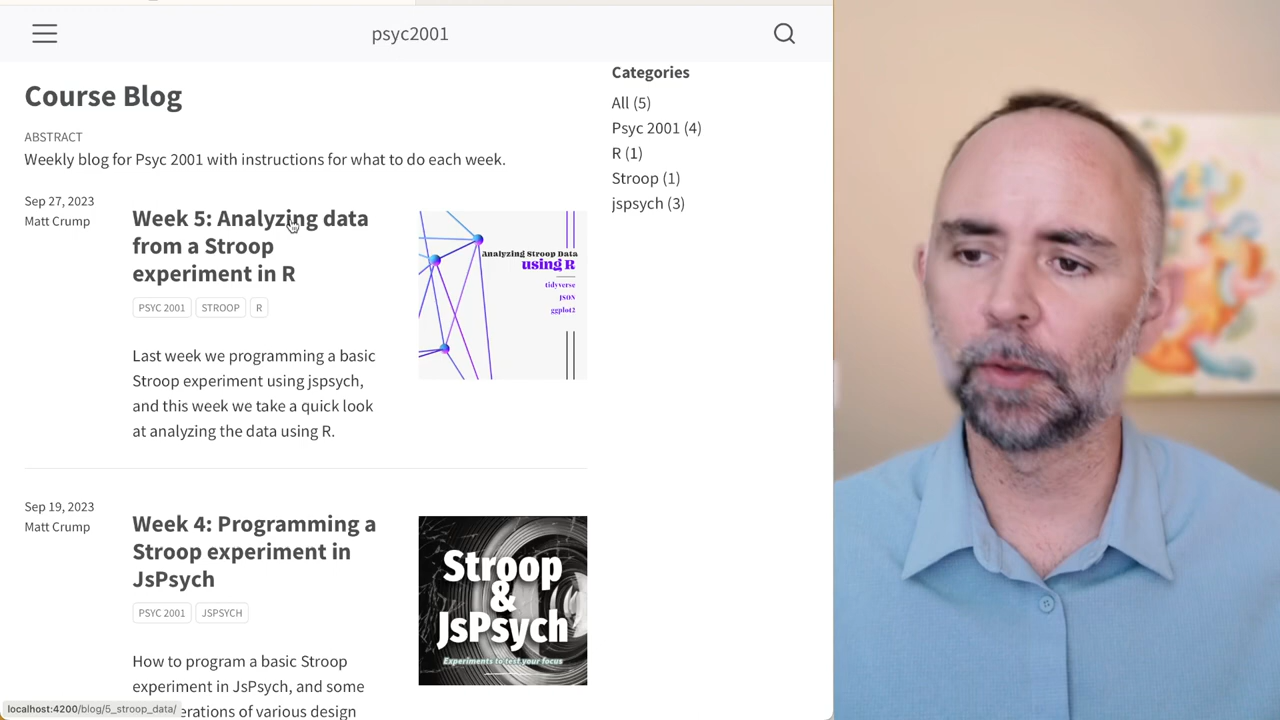 psyc2001
Course Blog
ABSTRACT
Weekly blog for Psyc 2001 with instructions for what to do each week.
Categories
All (5)
Psyc 2001 (4)
R (1)
Stroop (1)
jspsych (3)
Sep 27, 2023
Matt Crump
Week 5: Analyzing data
from a Stroop
experiment in R
PSYC 2001
STROOP
R
Last week we programming a basic
Stroop experiment using jspsych,
and this week we take a quick look
at analyzing the data using R.
Analyzing Stroop Data
using R
tidyverse
JSON
ggplot2
Sep 19, 2023
Matt Crump
Week 4: Programming a
Stroop experiment in
JsPsych
PSYC 2001
JSPSYCH
How to program a basic Stroop
experiment in JsPsych, and some
erations of various design
Stroop
&
JsPsych
Experiments to test your focus
localhost:4200/blog/5_stroop_data/